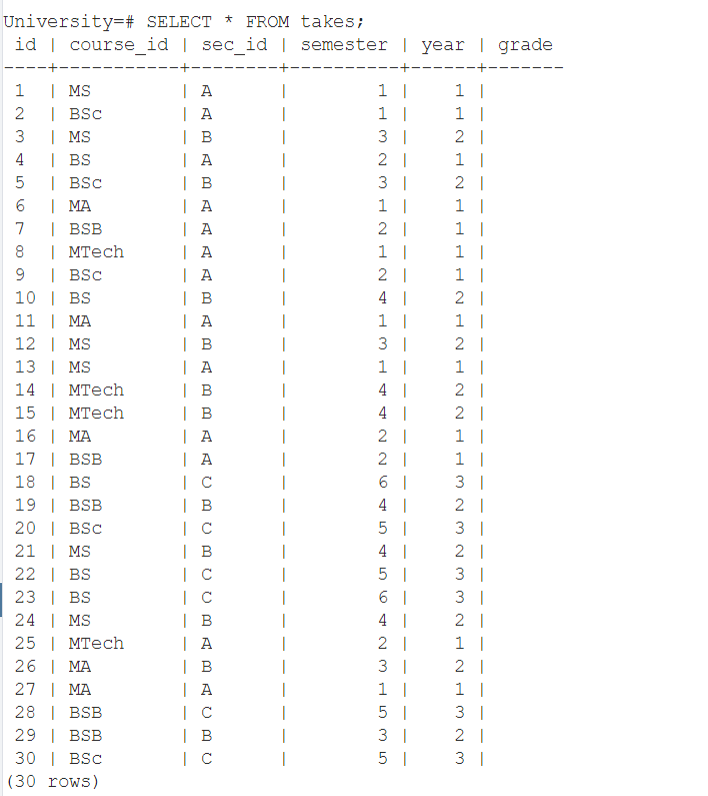 University=# SELECT * FROM takes;
 id | course_id | sec_id | semester | year | grade
----+-----------+--------+----------+------+-------
 1  | MS        | A      |        1 |    1 |
 2  | BSc       | A      |        1 |    1 |
 3  | MS        | B      |        3 |    2 |
 4  | BS        | A      |        2 |    1 |
 5  | BSc       | B      |        3 |    2 |
 6  | MA        | A      |        1 |    1 |
 7  | BSB       | A      |        2 |    1 |
 8  | MTech     | A      |        1 |    1 |
 9  | BSc       | A      |        2 |    1 |
 10 | BS        | B      |        4 |    2 |
 11 | MA        | A      |        1 |    1 |
 12 | MS        | B      |        3 |    2 |
 13 | MS        | A      |        1 |    1 |
 14 | MTech     | B      |        4 |    2 |
 15 | MTech     | B      |        4 |    2 |
 16 | MA        | A      |        2 |    1 |
 17 | BSB       | A      |        2 |    1 |
 18 | BS        | C      |        6 |    3 |
 19 | BSB       | B      |        4 |    2 |
 20 | BSc       | C      |        5 |    3 |
 21 | MS        | B      |        4 |    2 |
 22 | BS        | C      |        5 |    3 |
 23 | BS        | C      |        6 |    3 |
 24 | MS        | B      |        4 |    2 |
 25 | MTech     | A      |        2 |    1 |
 26 | MA        | B      |        3 |    2 |
 27 | MA        | A      |        1 |    1 |
 28 | BSB       | C      |        5 |    3 |
 29 | BSB       | B      |        3 |    2 |
 30 | BSc       | C      |        5 |    3 |
(30 rows)